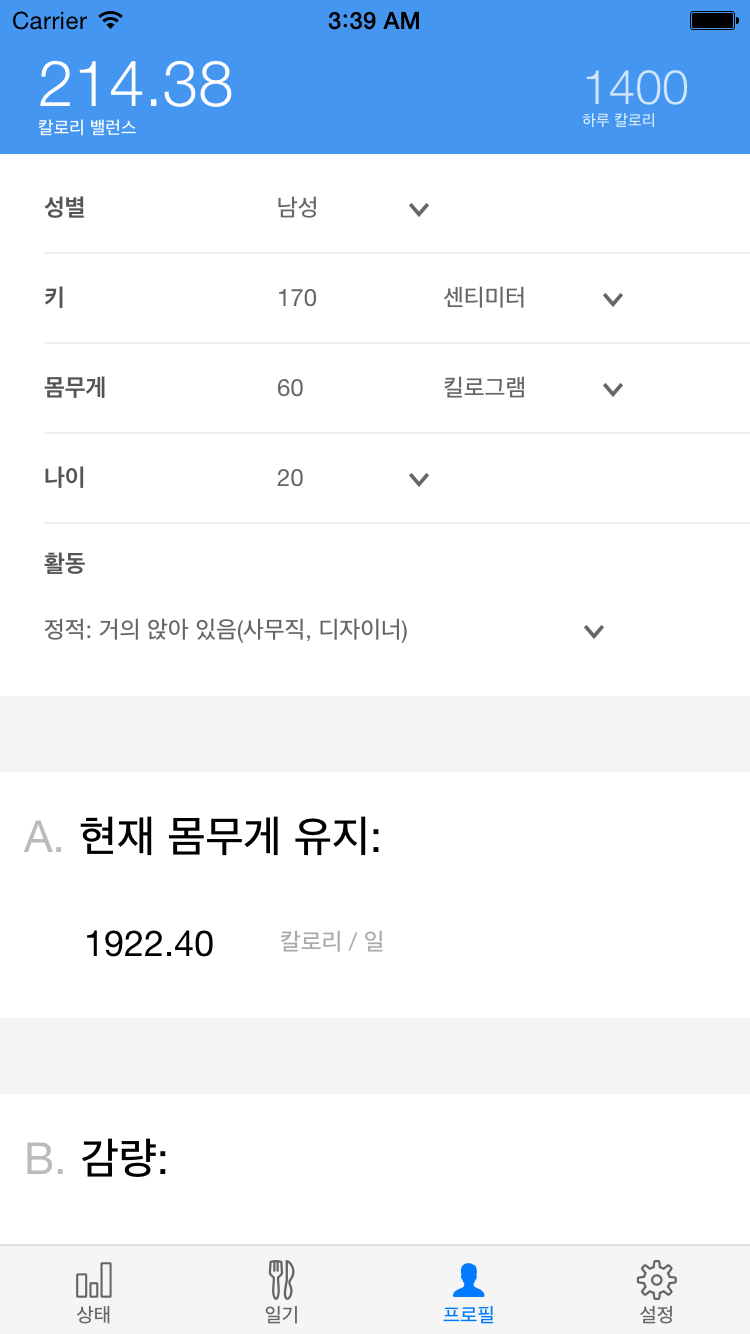 Carrier 3:39 AM
214.38 1400
칼로리 밸런스 하루 칼로리
성별 남성
키 170 센티미터
몸무게 60 킬로그램
나이 20
활동
정적: 거의 앉아 있음(사무직, 디자이너)
A. 현재 몸무게 유지:
1922.40 칼로리 / 일
B. 감량:
상태 일기 프로필 설정